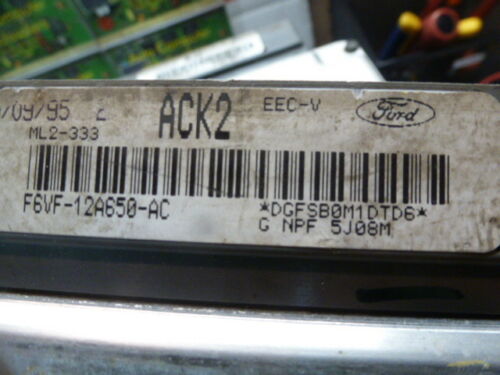 /09/95 2 ACK2 EEC-V Ford
ML2-333
F6VF-12A650-AC *DGFSB0M1DTD6*
G NPF 5J08M